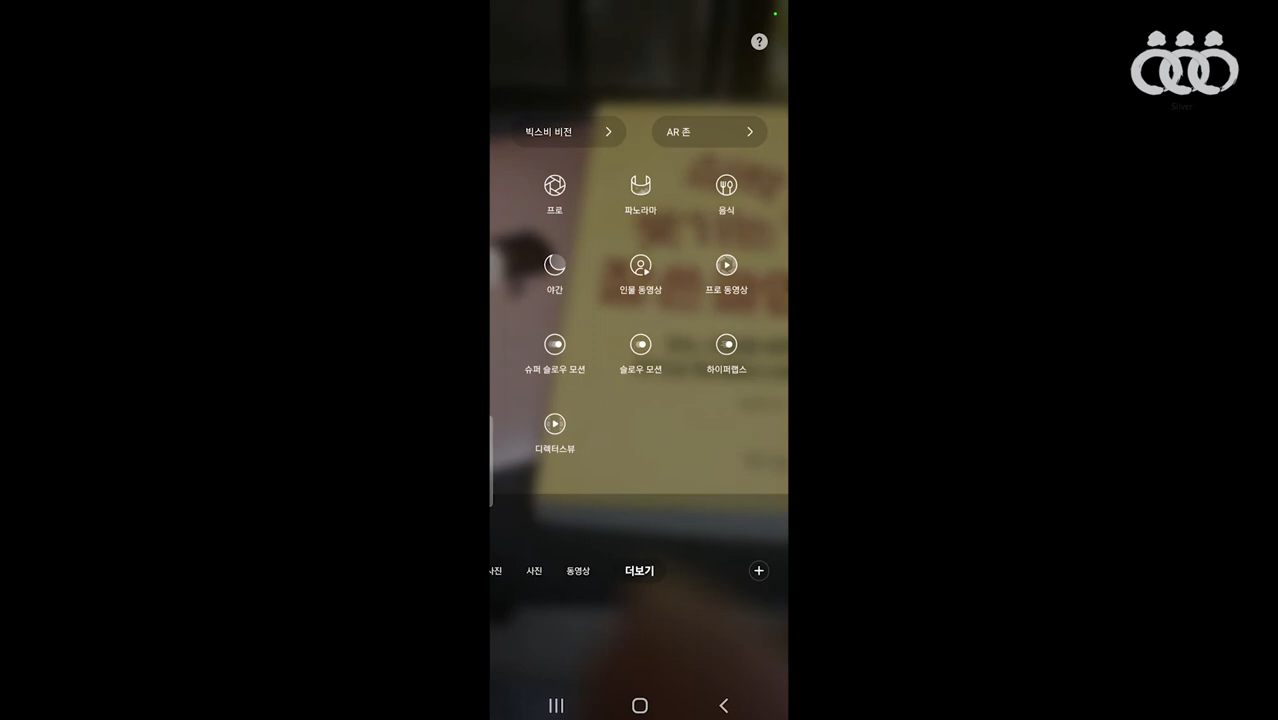 ?
빅스비 비전
AR 존
프로
파노라마
음식
야간
인물 동영상
프로 동영상
슈퍼 슬로우 모션
슬로우 모션
하이퍼랩스
디렉터스뷰
사진
사진
동영상
더보기
Silver